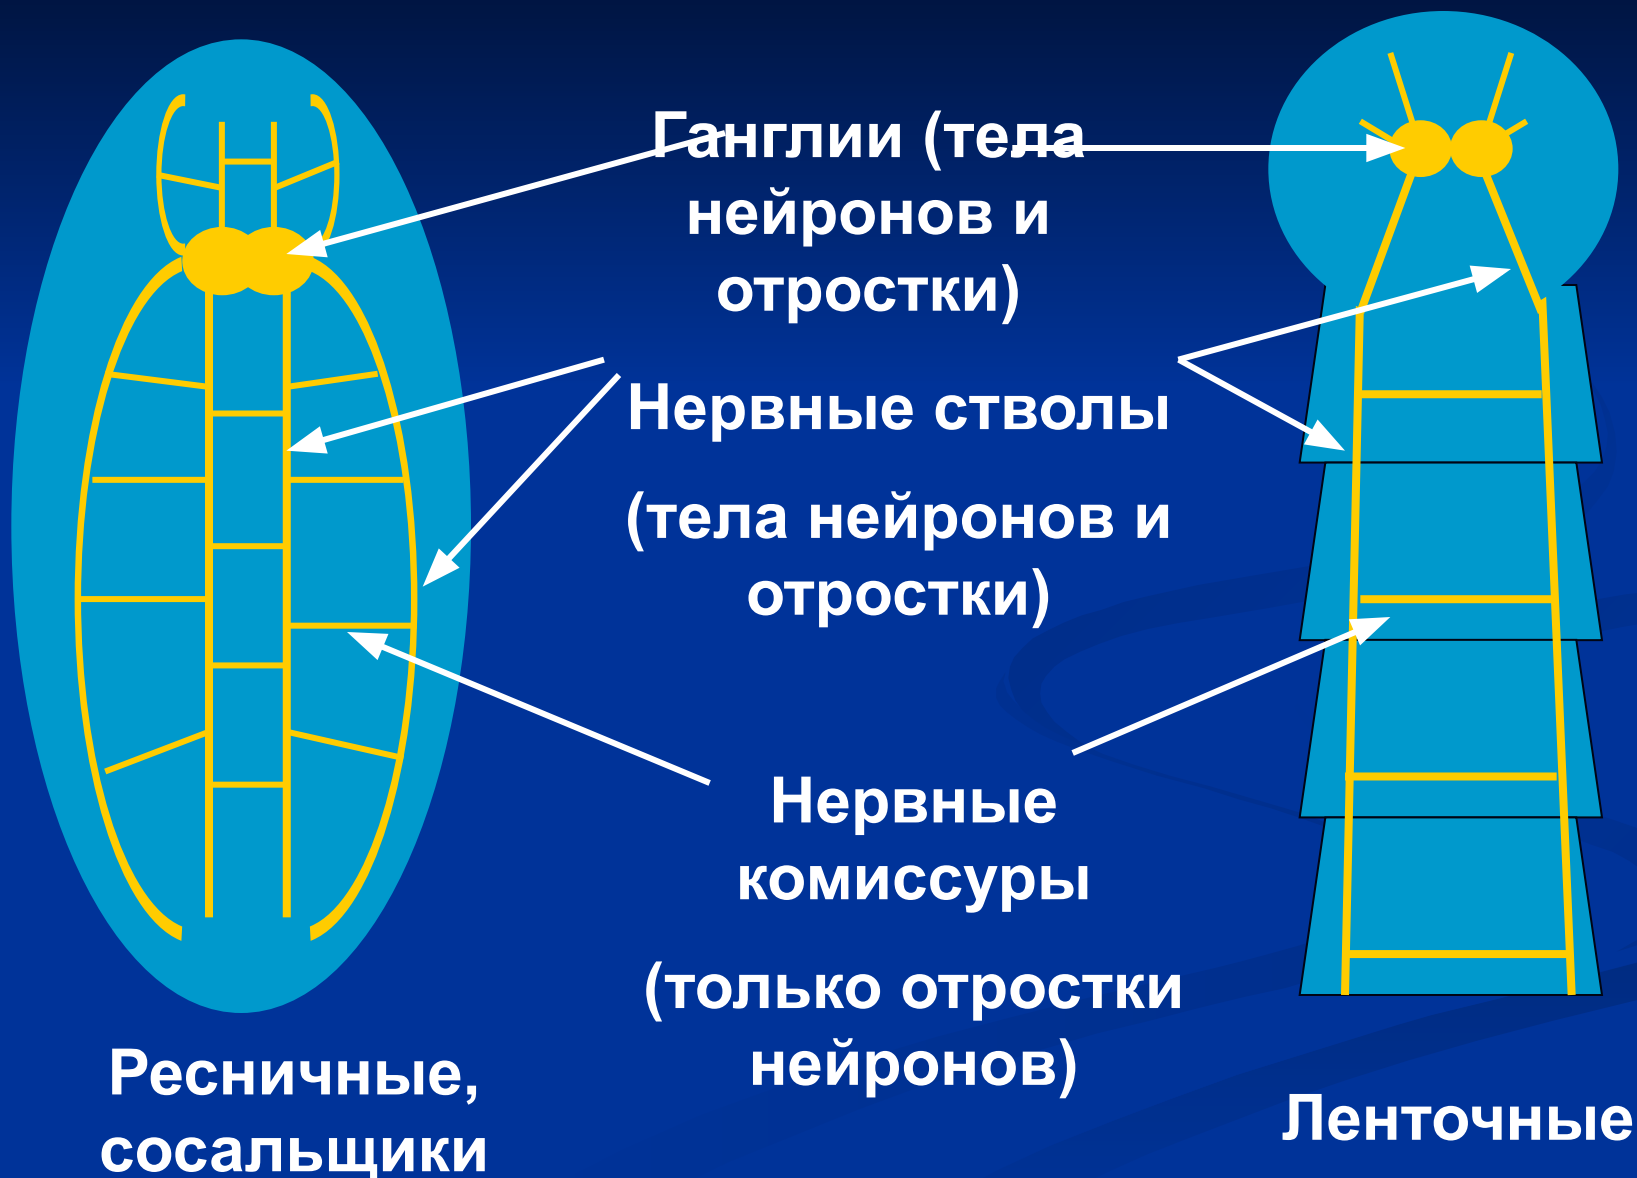 Ганглии (тела
нейронов и
отростки)
Нервные стволы
(тела нейронов и
отростки)
Нервные
комиссуры
(только отростки
нейронов)
Ресничные,
сосальщики
Ленточные